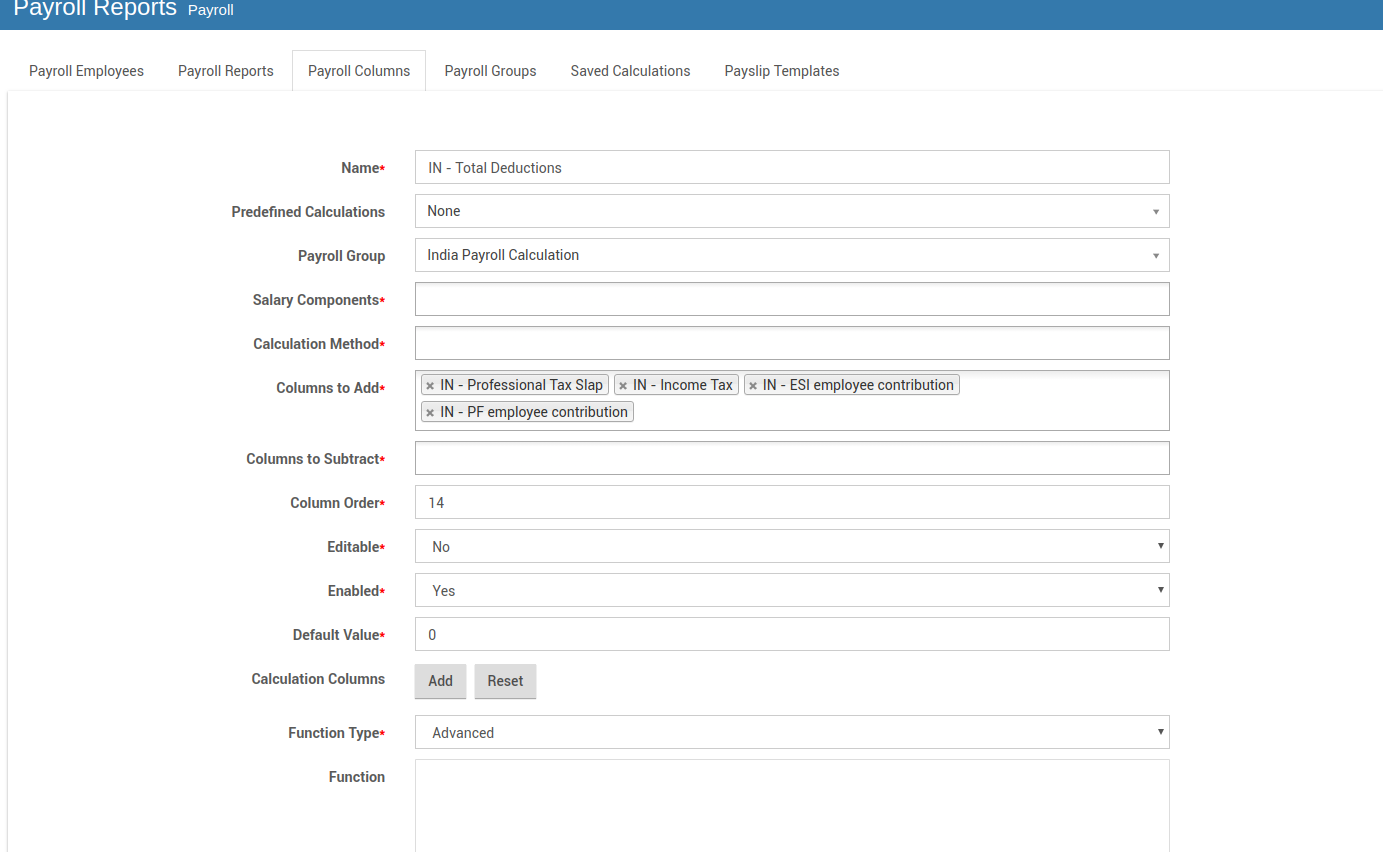 Payroll Reports Payroll
Payroll Employees Payroll Reports Payroll Columns Payroll Groups Saved Calculations Payslip Templates
Name* IN - Total Deductions
Predefined Calculations None
Payroll Group India Payroll Calculation
Salary Components*
Calculation Method*
Columns to Add* × IN - Professional Tax Slap × IN - Income Tax × IN - ESI employee contribution
× IN - PF employee contribution
Columns to Subtract*
Column Order* 14
Editable* No
Enabled* Yes
Default Value* 0
Calculation Columns Add Reset
Function Type* Advanced
Function